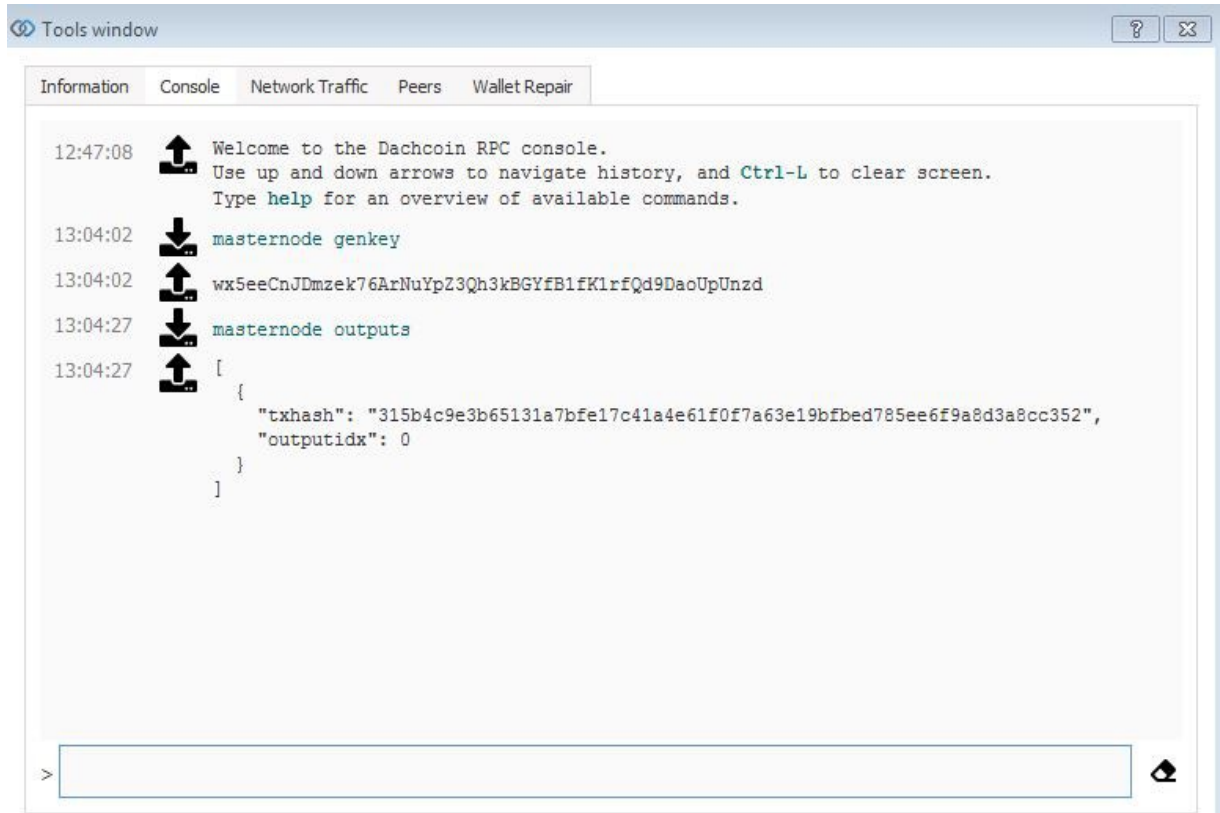 Tools window
Information Console Network Traffic Peers Wallet Repair
12:47:08 Welcome to the Dachcoin RPC console.
Use up and down arrows to navigate history, and Ctrl-L to clear screen.
Type help for an overview of available commands.
13:04:02 masternode genkey
13:04:02 wx5eeCnJDmzek76ArNuYpZ3Qh3kBGYfB1fK1rfQd9DaoUpUnzd
13:04:27 masternode outputs
13:04:27 [
{
"txhash": "315b4c9e3b65131a7bfe17c41a4e61f0f7a63e19bfbed785ee6f9a8d3a8cc352",
"outputidx": 0
}
]
>